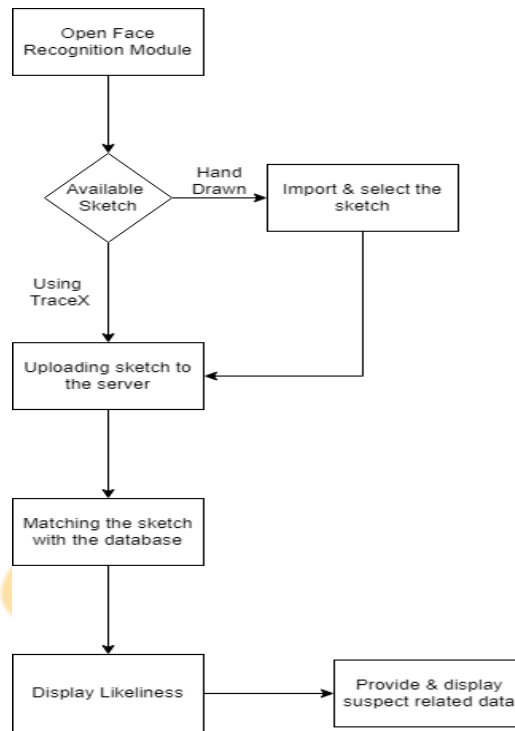 Open Face
Recognition Module
Available
Sketch
Hand
Drawn
Import & select the
sketch
Using
TraceX
Uploading sketch to
the server
Matching the sketch
with the database
Display Likeliness
Provide & display
suspect related data